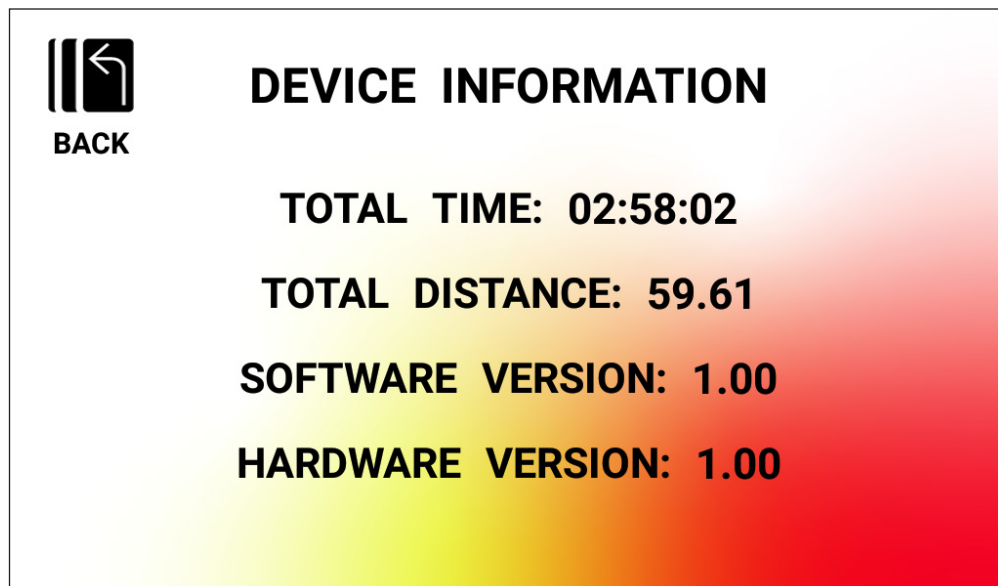 DEVICE INFORMATION
BACK
TOTAL TIME: 02:58:02
TOTAL DISTANCE: 59.61
SOFTWARE VERSION: 1.00
HARDWARE VERSION: 1.00